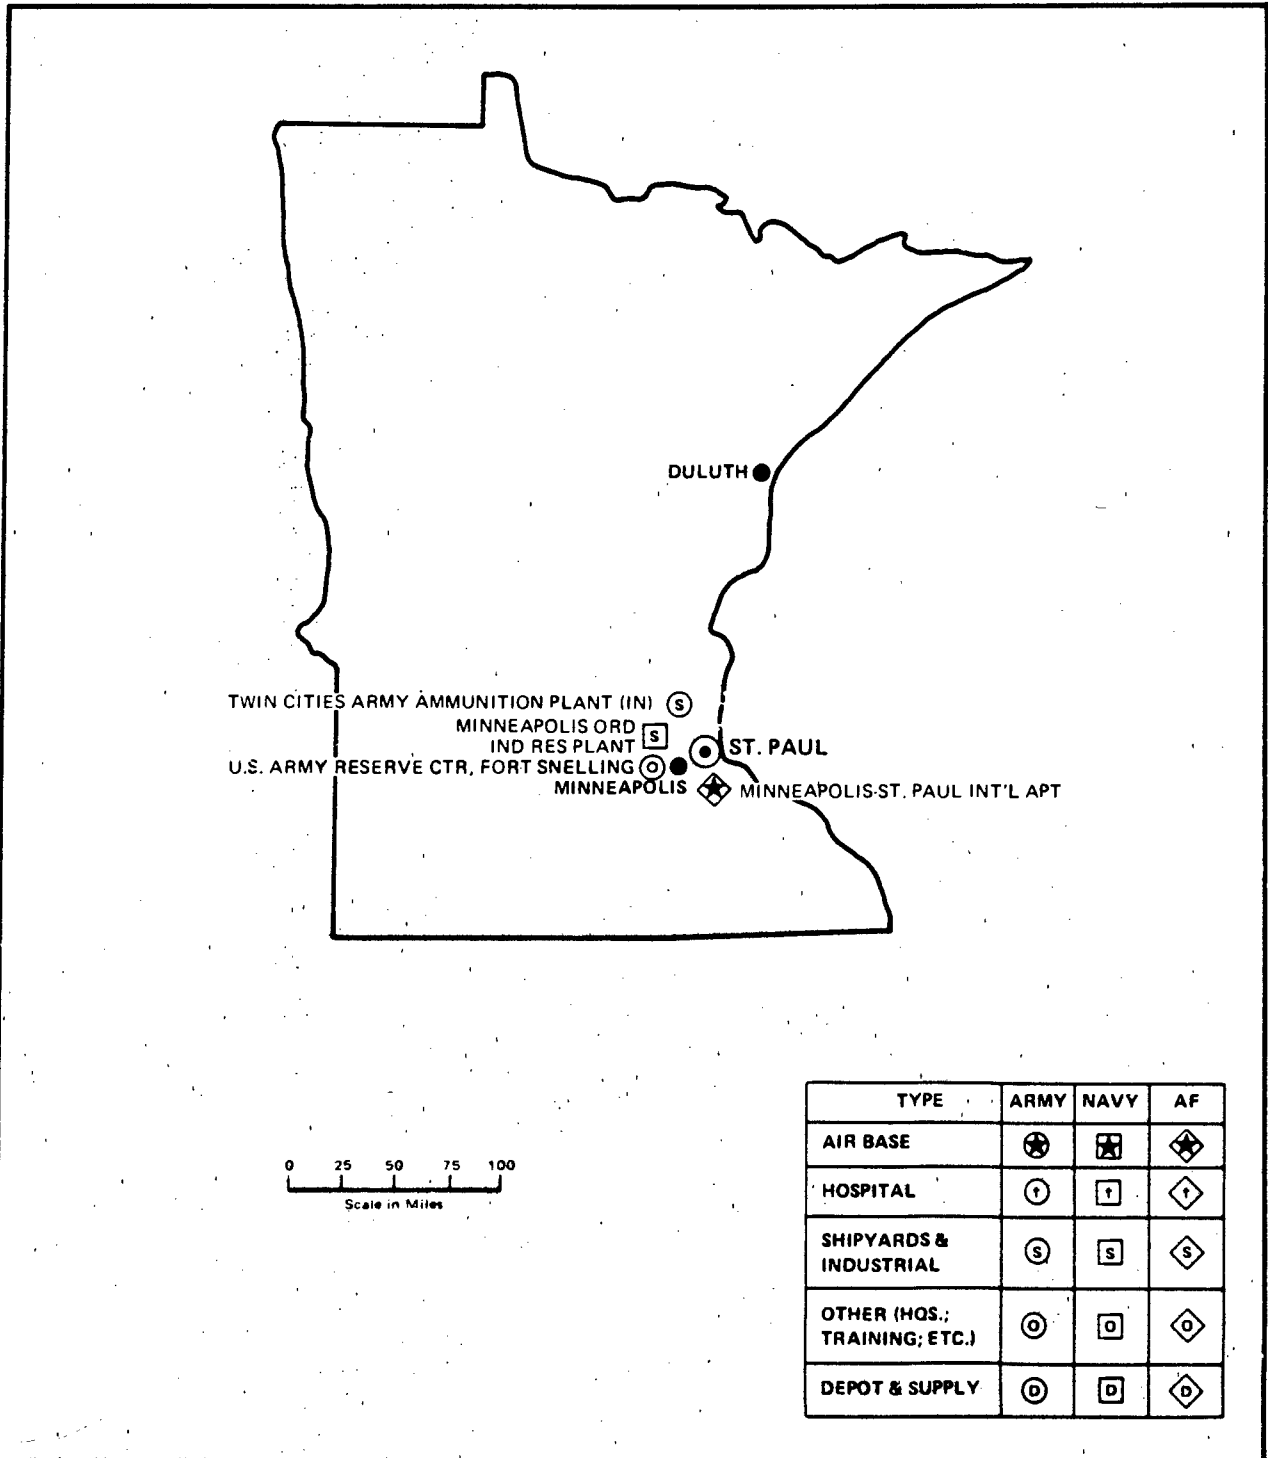 DULUTH
TWIN CITIES ARMY AMMUNITION PLANT (IN) S
MINNEAPOLIS ORD
IND RES PLANT S
ST. PAUL
U.S. ARMY RESERVE CTR, FORT SNELLING O
MINNEAPOLIS
MINNEAPOLIS-ST. PAUL INT'L APT
TYPE ARMY NAVY AF
AIR BASE
HOSPITAL
SHIPYARDS &
INDUSTRIAL S S S
OTHER (HQS.;
TRAINING; ETC.) O O O
DEPOT & SUPPLY D D D
0 25 50 75 100
Scale in Miles